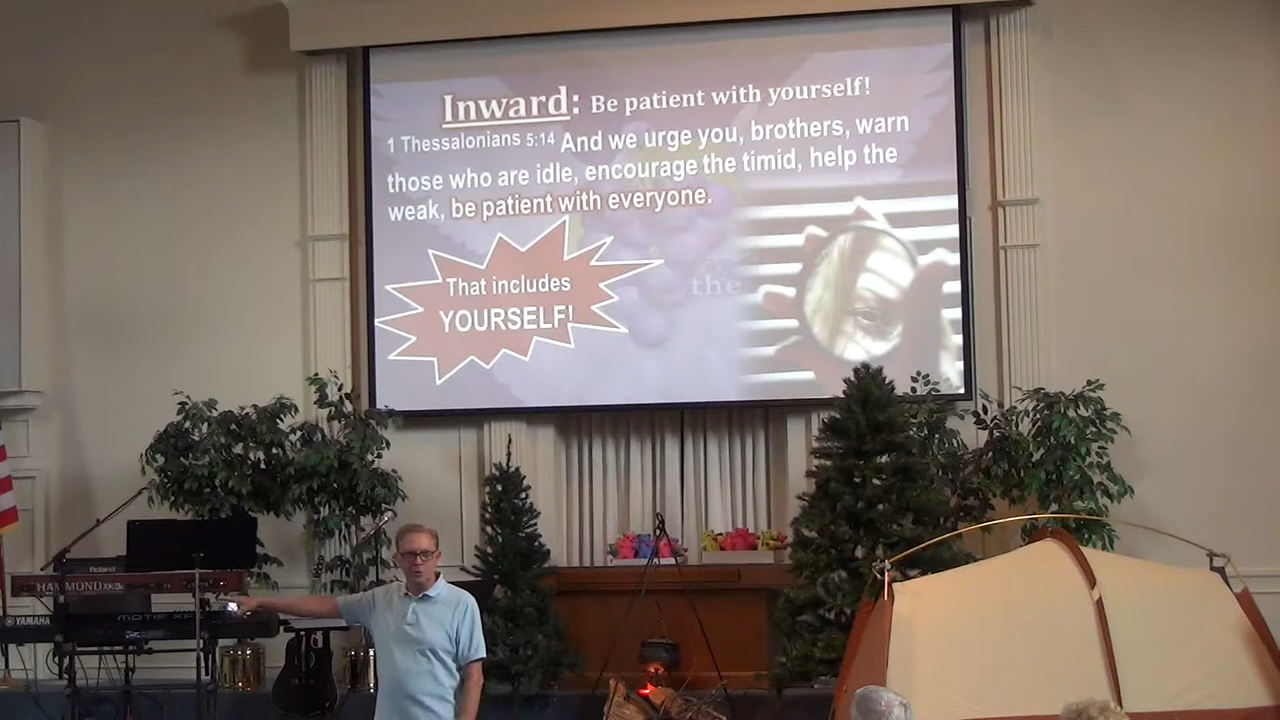 Inward: Be patient with yourself!
1 Thessalonians 5:14 And we urge you, brothers, warn
those who are idle, encourage the timid, help the
weak, be patient with everyone.
the
That includes
YOURSELF!
Roland
HAMMOND XK-3c
YAMAHA
MOTIF XF